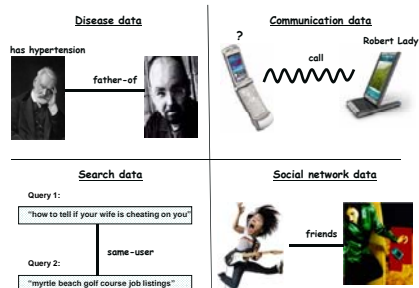 Disease data
has hypertension
father-of
Communication data
?
Robert Lady
call
Search data
Query 1:
"how to tell if your wife is cheating on you"
same-user
Query 2:
"myrtle beach golf course job listings"
Social network data
friends